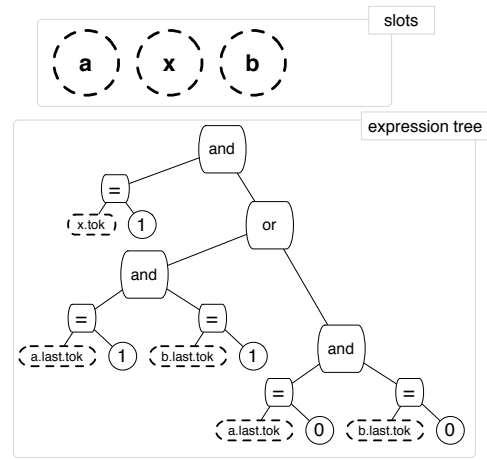 slots
a x b
expression tree
and
=
x.tok 1
or
and
= =
a.last.tok 1 b.last.tok 1
and
= =
a.last.tok 0 b.last.tok 0